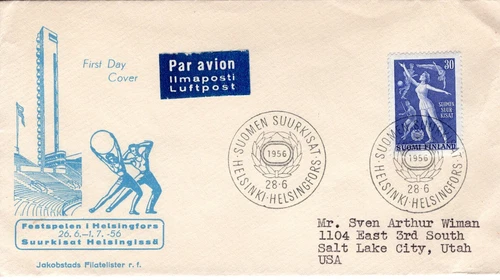 First Day
Cover
Par avion
Ilmaposti
Luftpost
30
SUOMEN
SUUR
KISAT
SUOMI FINLAND
SUOMEN SUURKISAT
1956
28·6
HELSINKI·HELSINGFORS
SUOMEN SUURKISAT
1956
28·6
HELSINKI·HELSINGFORS
Festspelen i Helsingfors
26.6.-1.7.-56
Suurkisat Helsingissä
Jakobstads Filatelister r. f.
Mr. Sven Arthur Wiman
1104 East 3rd South
Salt Lake City, Utah
USA